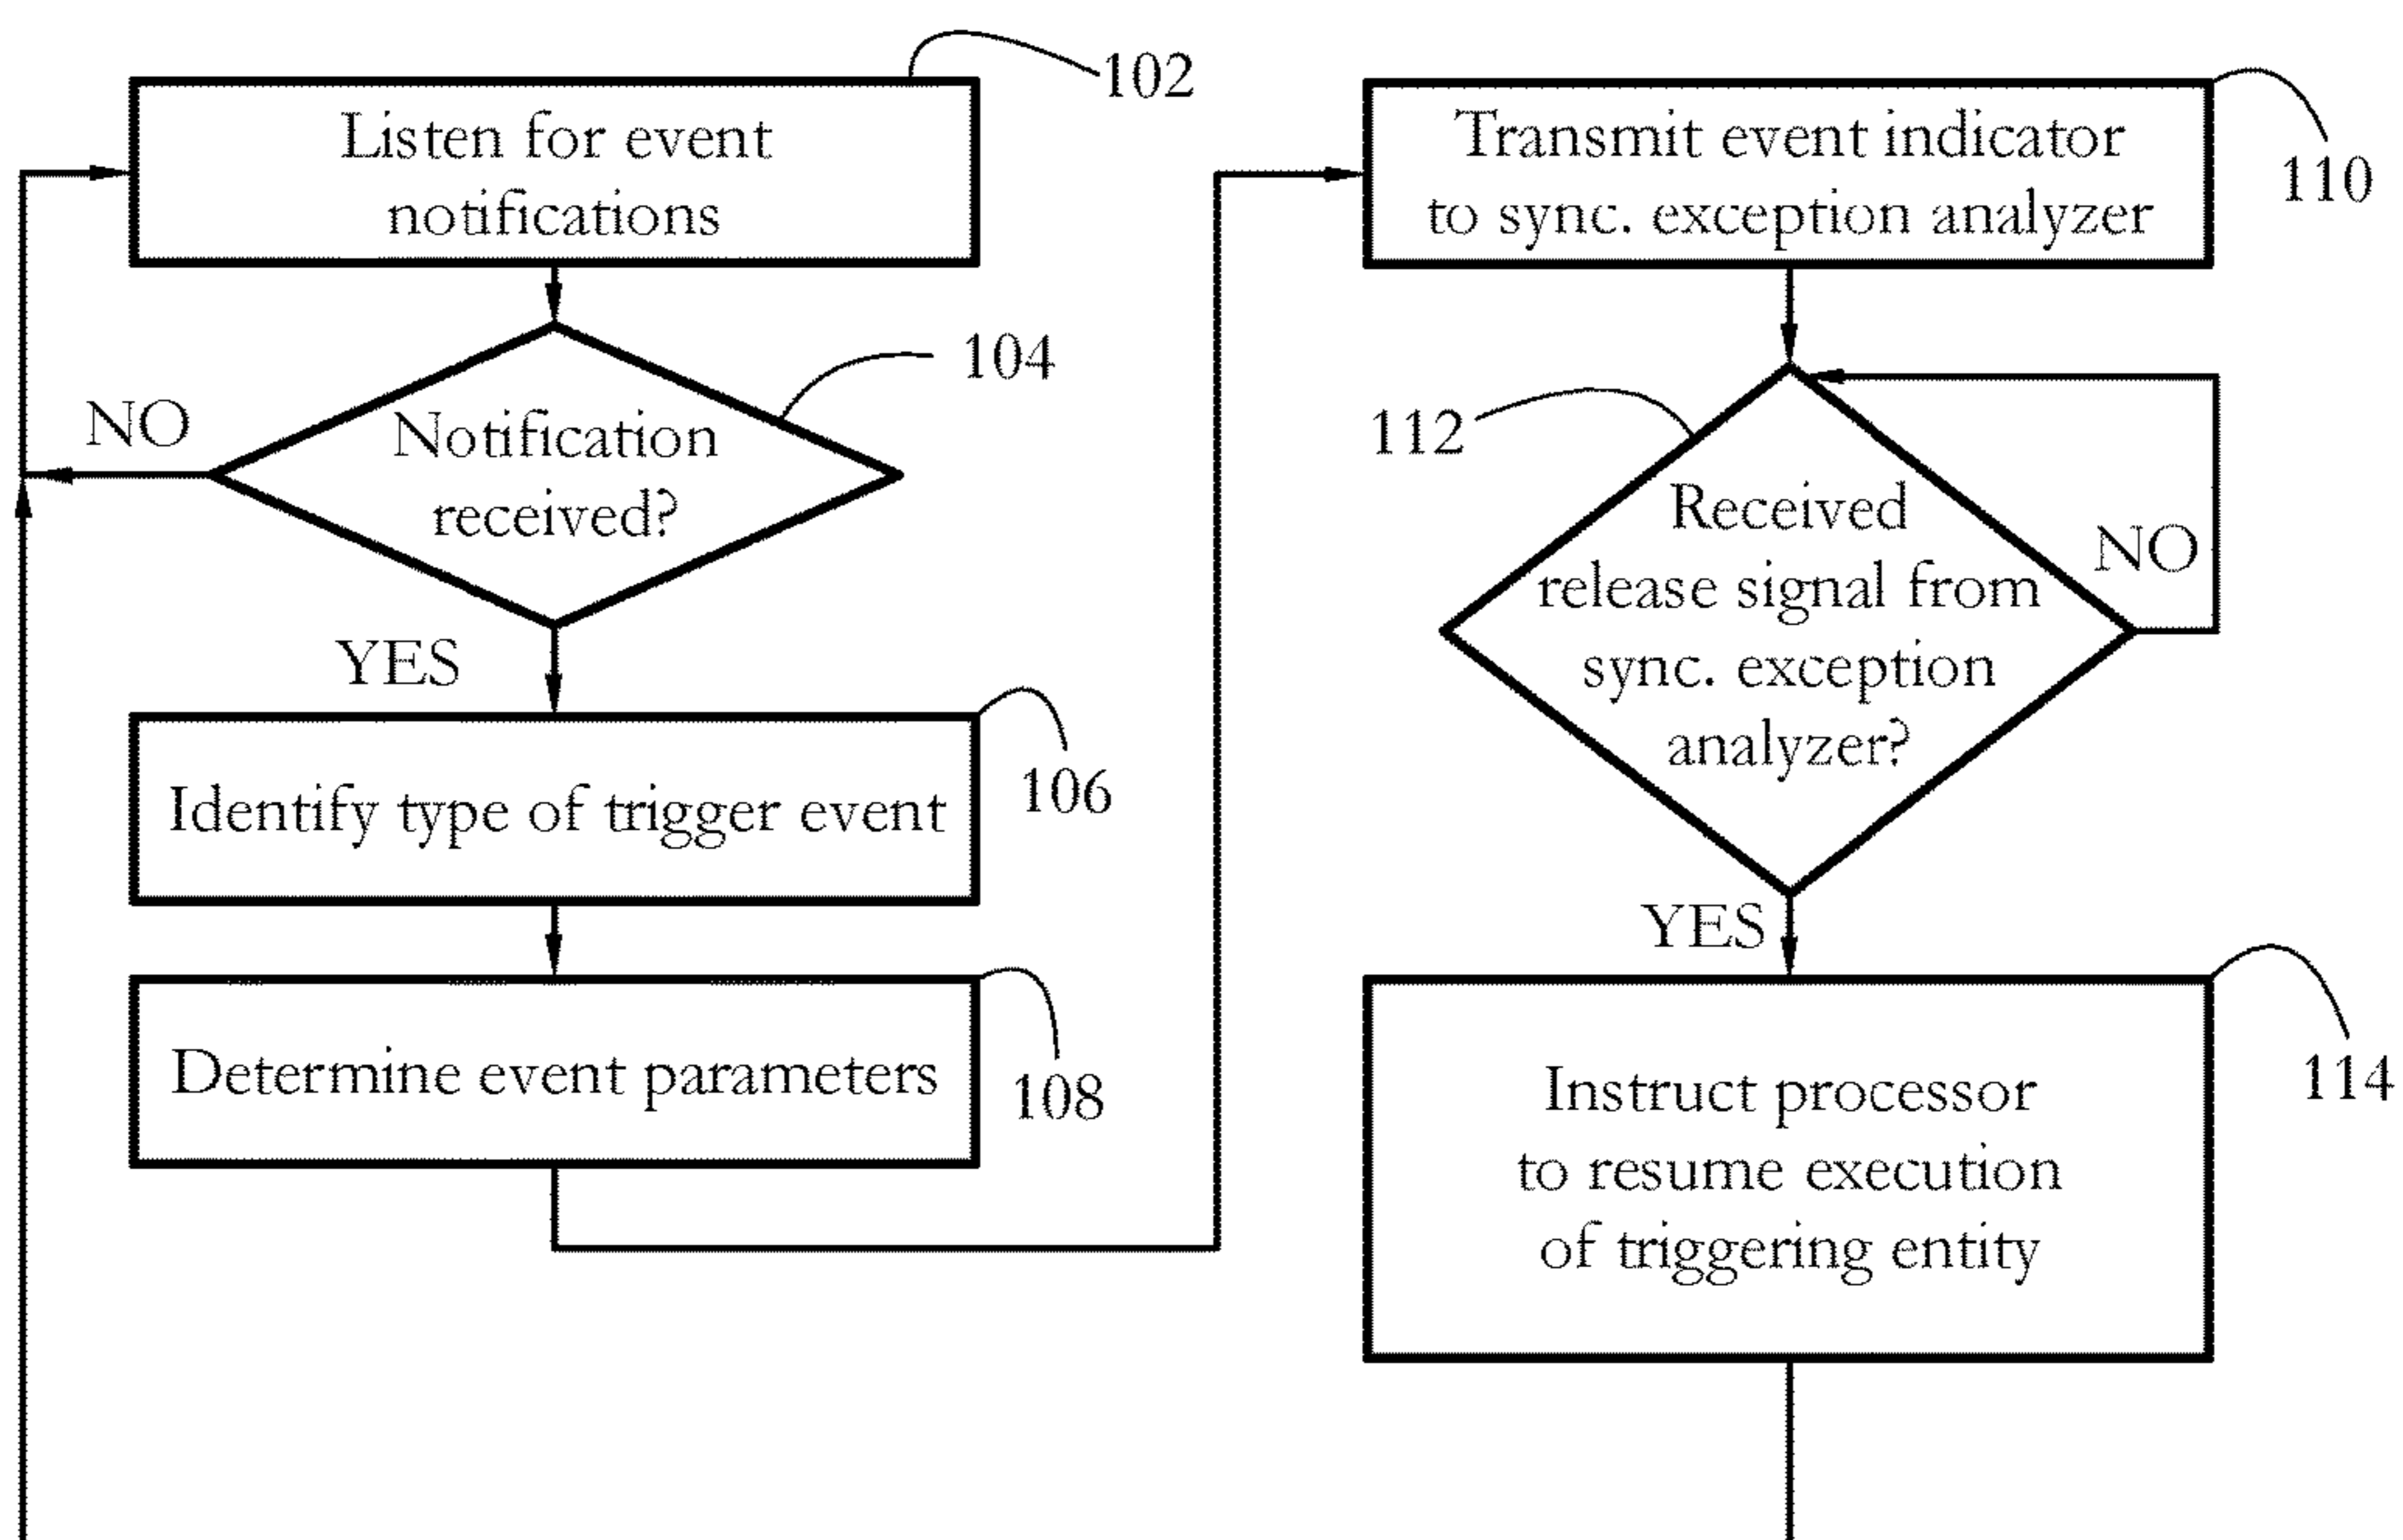 102
Listen for event
notifications
104
NO
Notification
received?
YES
106
Identify type of trigger event
108
Determine event parameters
110
Transmit event indicator
to sync. exception analyzer
112
Received
release signal from
sync. exception
analyzer?
NO
YES
114
Instruct processor
to resume execution
of triggering entity